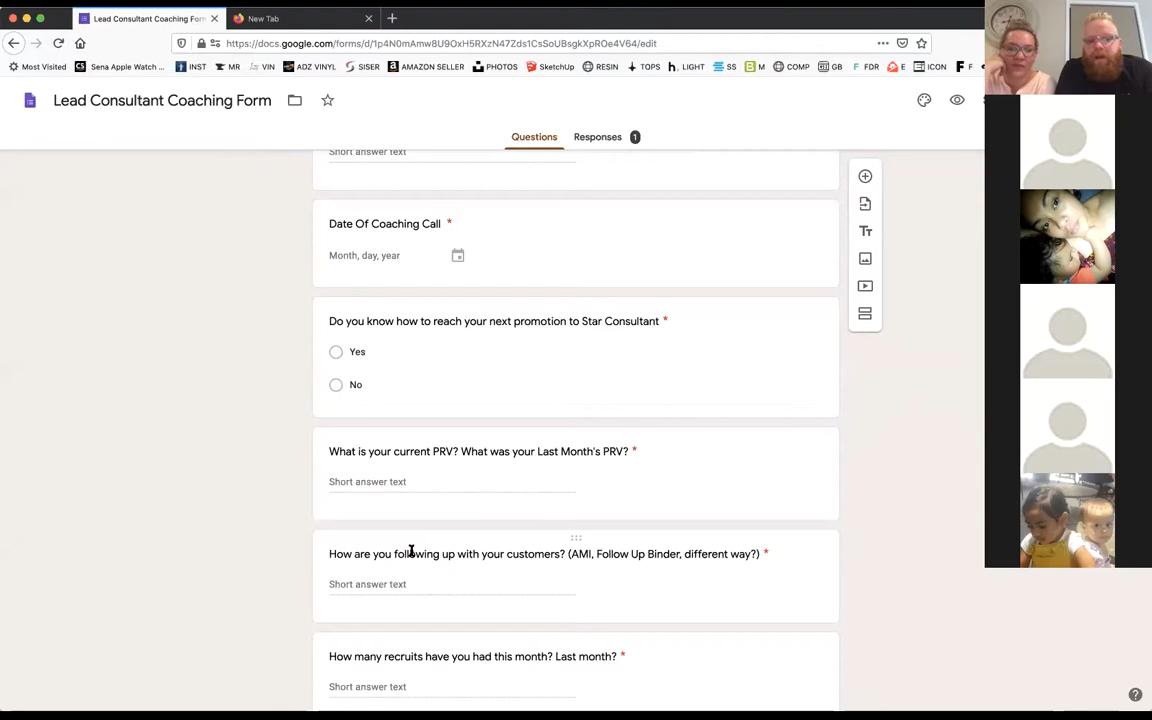 Lead Consultant Coaching Form
New Tab
https://docs.google.com/forms/d/1p4N0mAmw8U9OxH5RXzN47Zds1CsSoUBsgkXpROe4V64/edit
Most Visited
Sena Apple Watch ...
INST
MR
VIN
ADZ VINYL
SISER
AMAZON SELLER
PHOTOS
SketchUp
RESIN
TOPS
h. LIGHT
SS
M
COMP
GB
FDR
E
ICON
F
Lead Consultant Coaching Form
Questions
Responses 1
Short answer text
Date Of Coaching Call *
Month, day, year
Do you know how to reach your next promotion to Star Consultant *
Yes
No
What is your current PRV? What was your Last Month's PRV? *
Short answer text
How are you following up with your customers? (AMI, Follow Up Binder, different way?) *
Short answer text
How many recruits have you had this month? Last month? *
Short answer text